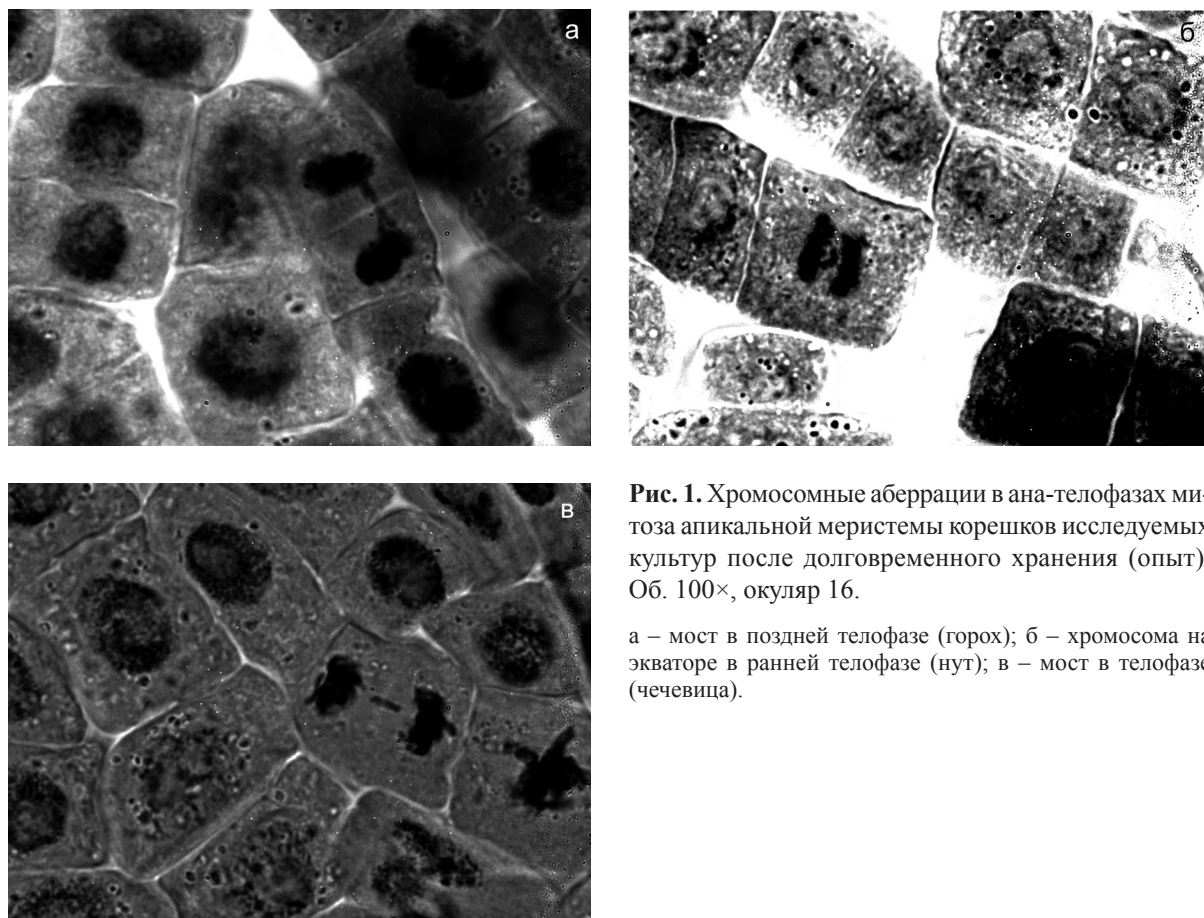 а
б
в
Рис. 1. Хромосомные аберрации в ана-телофазах ми-
тоза апикальной меристемы корешков исследуемых
культур после долговременного хранения (опыт)
Об. 100×, окуляр 16.
а – мост в поздней телофазе (горох); б – хромосома на
экваторе в ранней телофазе (нут); в – мост в телофазе
(чечевица).